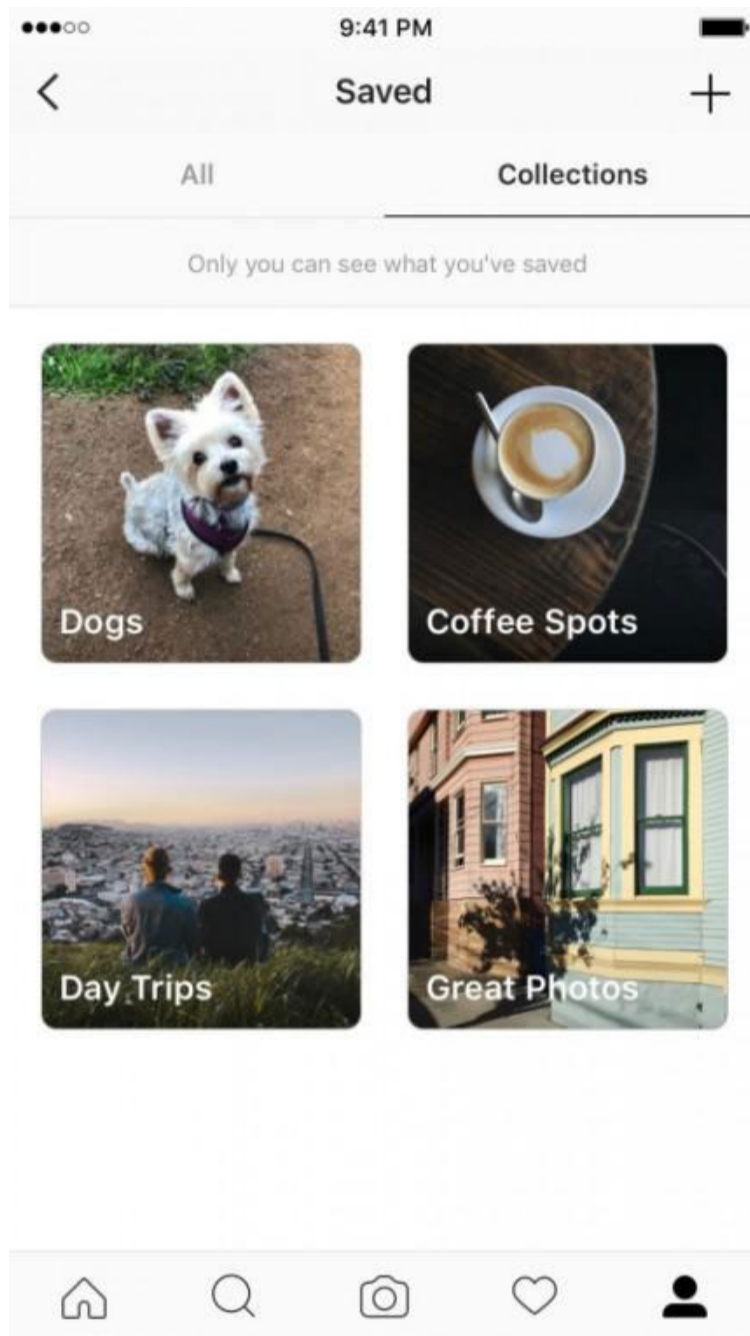 9:41 PM
Saved
All Collections
Only you can see what you've saved
Dogs Coffee Spots
Day Trips Great Photos